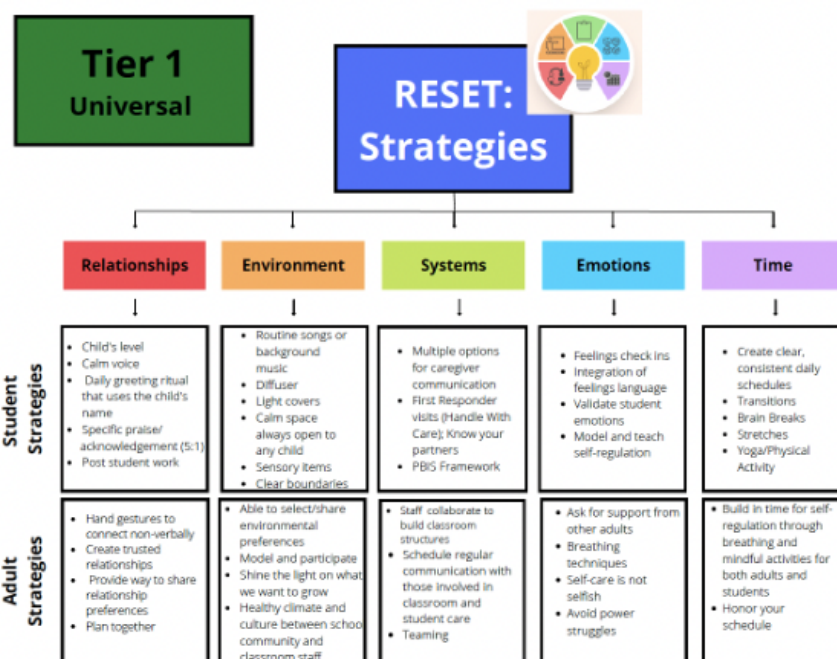 Tier 1
Universal
RESET:
Strategies
Relationships
Environment
Systems
Emotions
Time
Student
Strategies
• Child's level
• Calm voice
• Daily greeting ritual
that uses the child's
name
• Specific praise/
acknowledgement (5:1)
• Post student work
• Routine songs or
background
music
• Diffuser
• Light covers
• Calm space
always open to
any child
• Sensory items
• Clear boundaries
• Multiple options
for caregiver
communication
• First Responder
visits (Handle With
Care); Know your
partners
• PBIS Framework
• Feelings check ins
• Integration of
feelings language
• Validate student
emotions
• Model and teach
self-regulation
• Create clear,
consistent daily
schedules
• Transitions
• Brain Breaks
• Stretches
• Yoga/Physical
Activity
Adult
Strategies
• Hand gestures to
connect non-verbally
• Create trusted
relationships
• Provide way to share
relationship
preferences
• Plan together
• Able to select/share
environmental
preferences
• Model and participate
• Shine the light on what
we want to grow
• Healthy climate and
culture between schoo
community and
classroom staff
• Staff collaborate to
build classroom
structures
• Schedule regular
communication with
those involved in
classroom and
student care
• Teaming
• Ask for support from
other adults
• Breathing
techniques
• Self-care is not
selfish
• Avoid power
struggles
• Build in time for self-
regulation through
breathing and
mindful activities for
both adults and
students
• Honor your
schedule